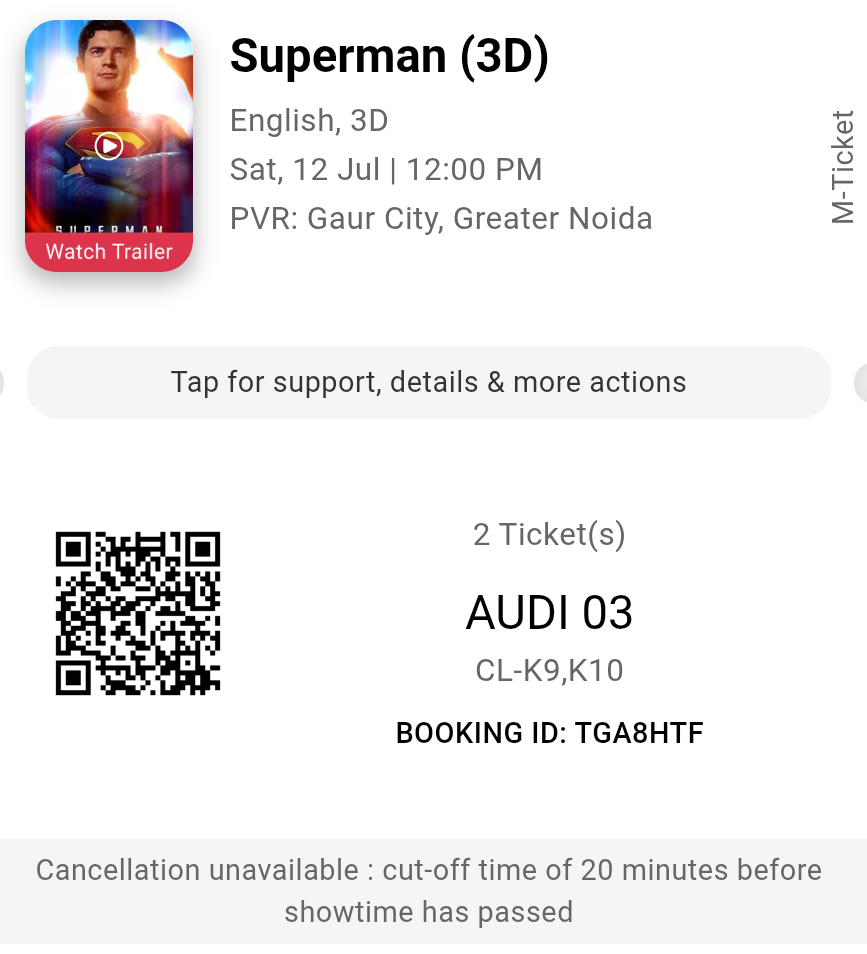 Superman (3D)
English, 3D
Sat, 12 Jul | 12:00 PM
PVR: Gaur City, Greater Noida
M-Ticket
SUPERMAN
Watch Trailer
Tap for support, details & more actions
2 Ticket(s)
AUDI 03
CL-K9,K10
BOOKING ID: TGA8HTF
Cancellation unavailable : cut-off time of 20 minutes before
showtime has passed